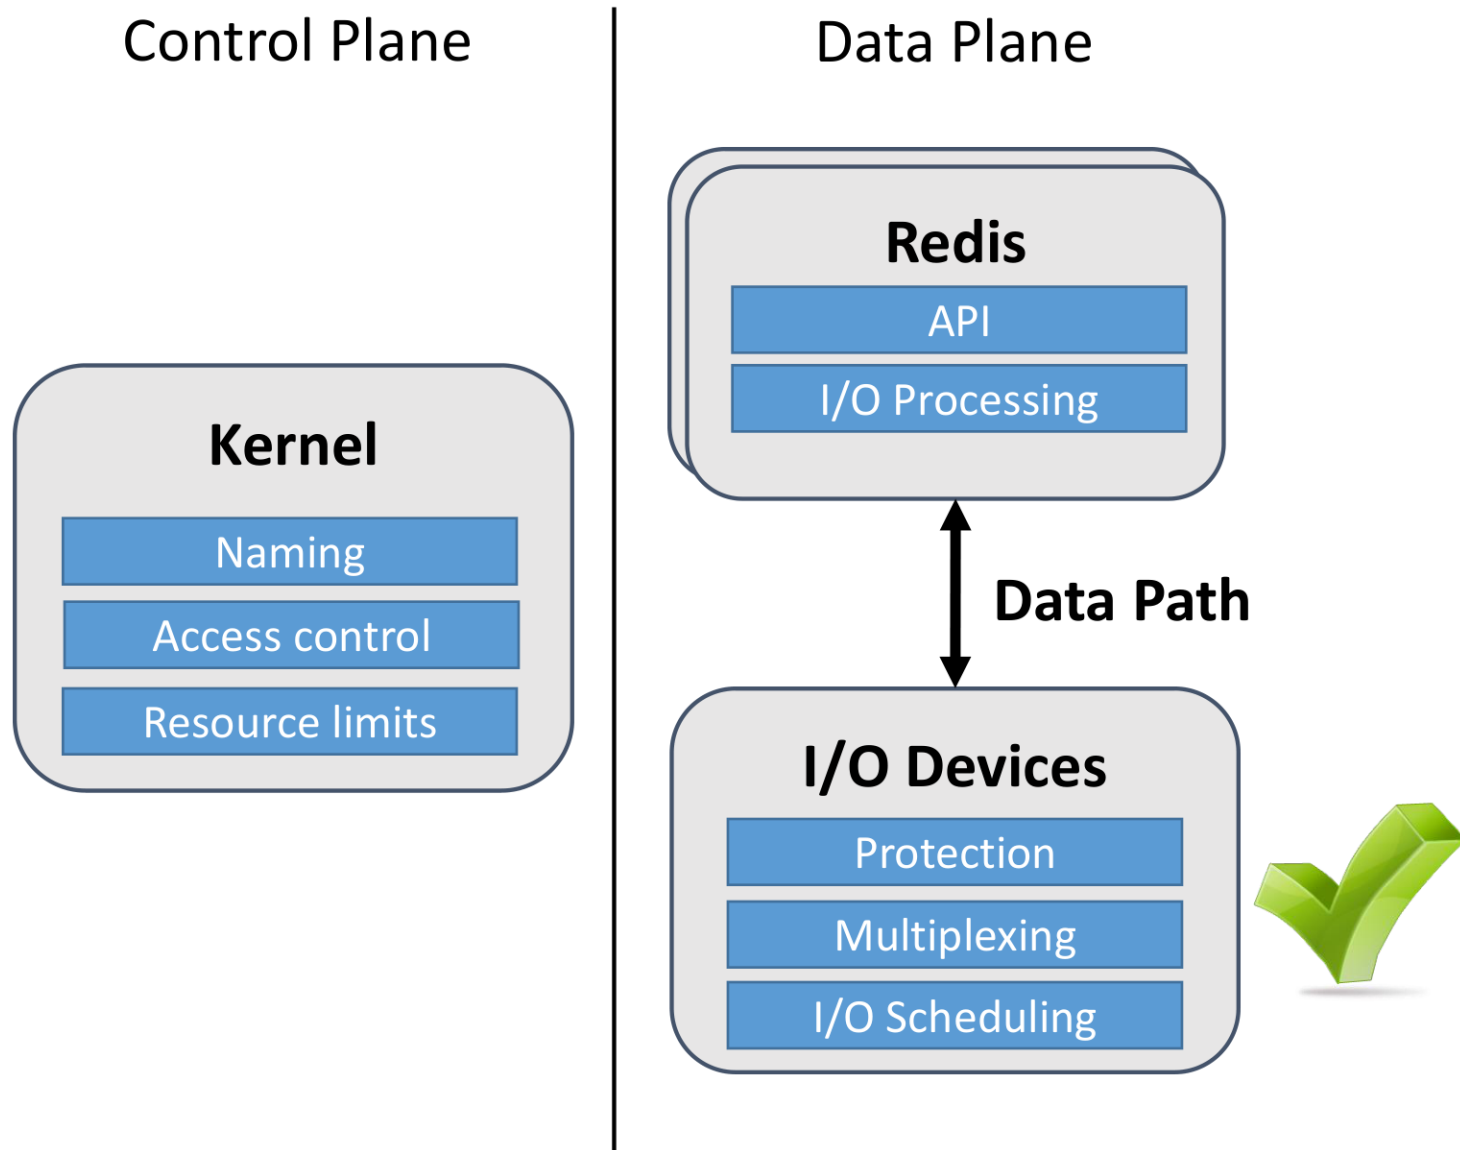 Control Plane
Data Plane
Kernel
Naming
Access control
Resource limits
Redis
API
I/O Processing
Data Path
I/O Devices
Protection
Multiplexing
I/O Scheduling